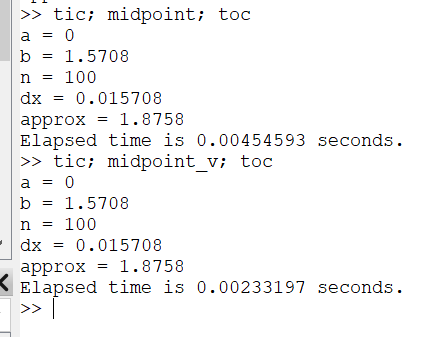 >> tic; midpoint; toc
a = 0
b = 1.5708
n = 100
dx = 0.015708
approx = 1.8758
Elapsed time is 0.00454593 seconds.
>> tic; midpoint_v; toc
a = 0
b = 1.5708
n = 100
dx = 0.015708
approx = 1.8758
Elapsed time is 0.00233197 seconds.
>>